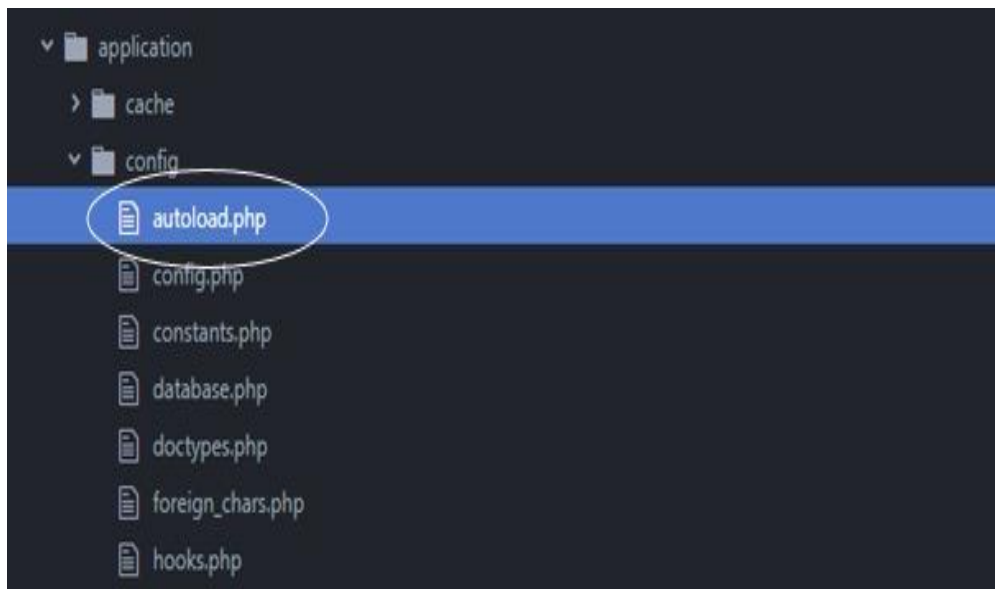 application
cache
config
autoload.php
config.php
constants.php
database.php
doctypes.php
foreign_chars.php
hooks.php